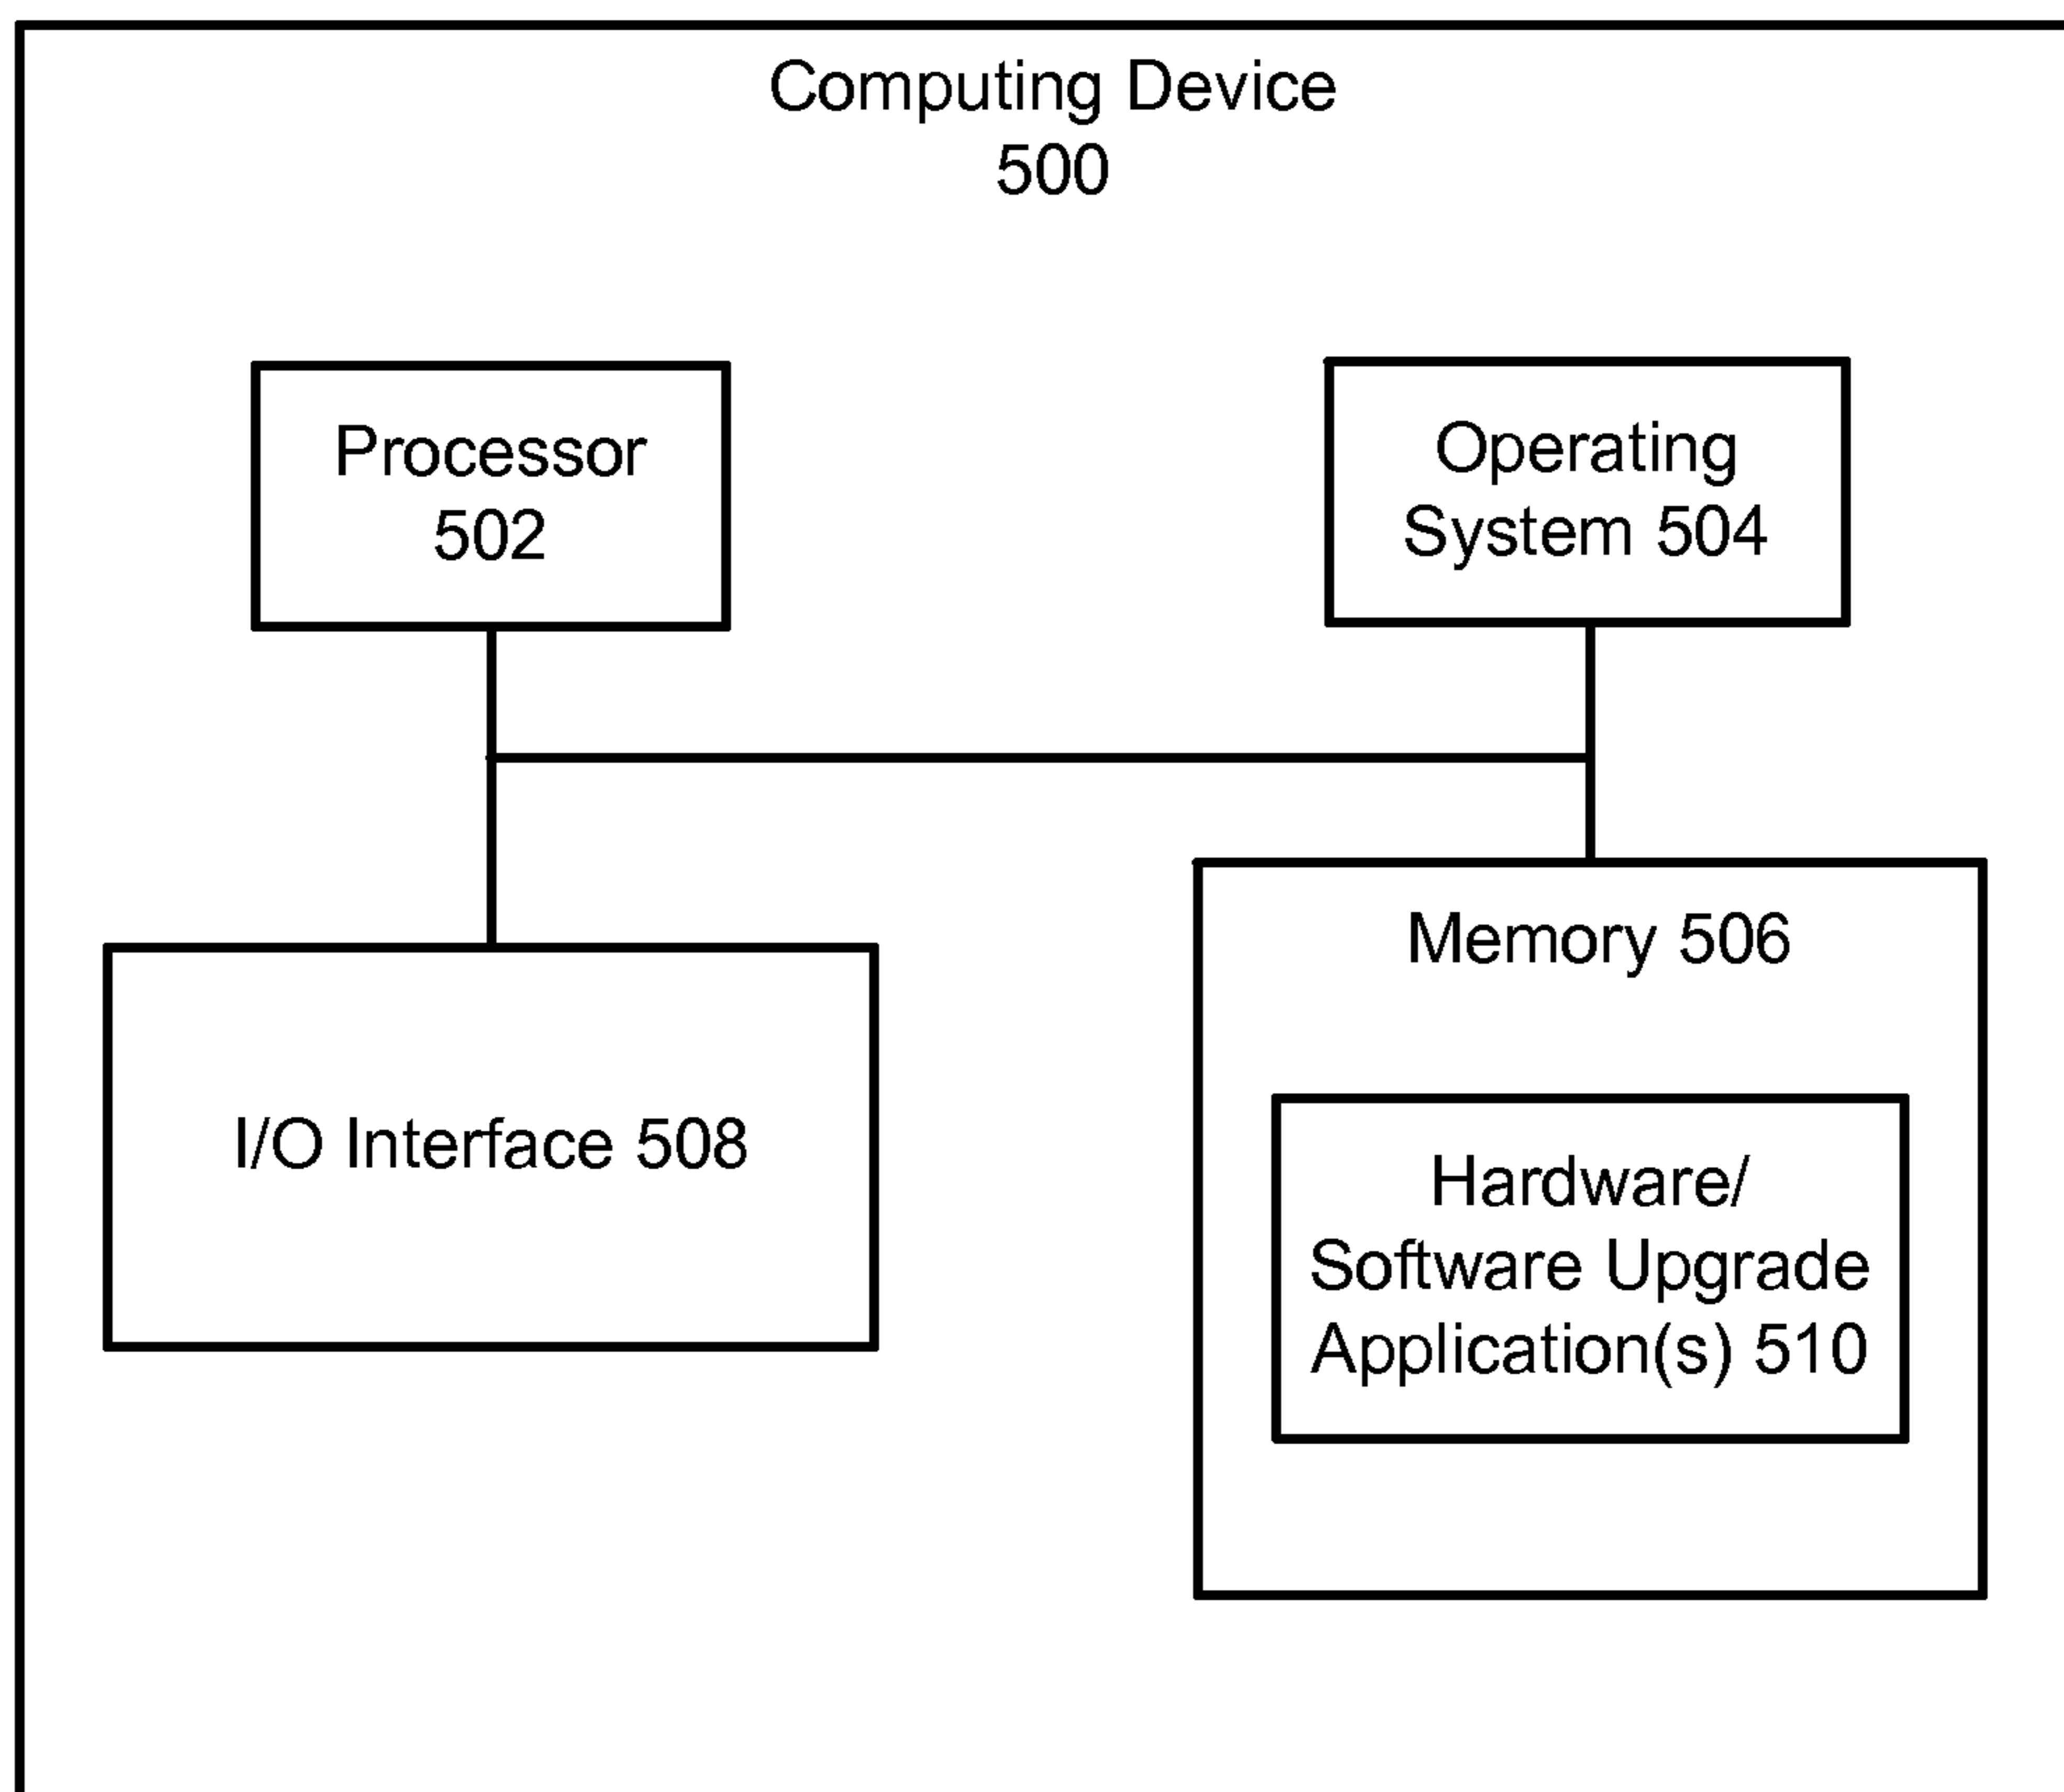 Computing Device
500
Processor
502
Operating
System 504
I/O Interface 508
Memory 506
Hardware/
Software Upgrade
Application(s) 510